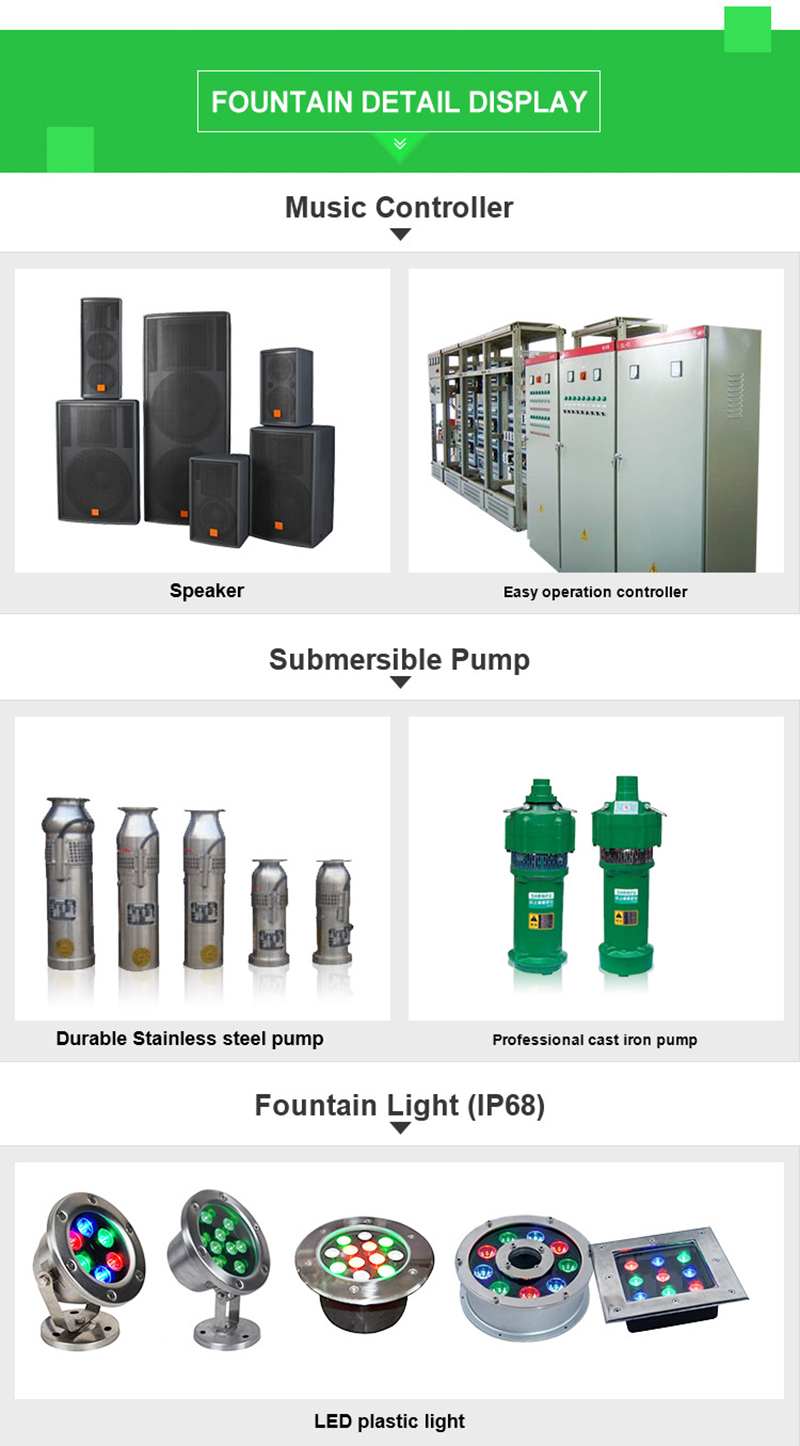 FOUNTAIN DETAIL DISPLAY
Music Controller
Speaker
Easy operation controller
Submersible Pump
Durable Stainless steel pump
Professional cast iron pump
Fountain Light (IP68)
LED plastic light